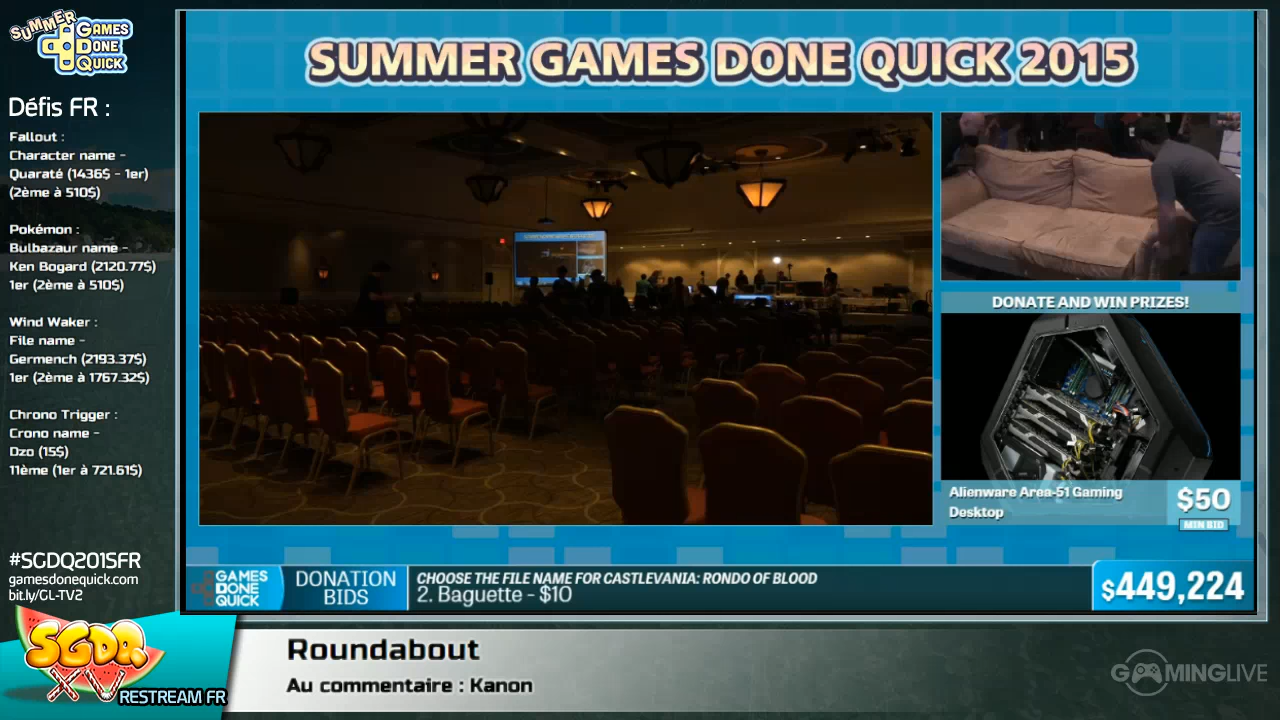 SUMMER
GAMES
DONE
QUICK
Défis FR :
Fallout :
Character name -
Quaraté (1436$ - 1er)
(2ème à 510$)
Pokémon :
Bulbazaur name -
Ken Bogard (2120.77$)
1er (2ème à 510$)
Wind Waker :
File name -
Germench (2193.37$)
1er (2ème à 1767.32$)
Chrono Trigger :
Crono name -
Dzo (15$)
11ème (1er à 721.61$)
#SGDQ2015FR
gamesdonequick.com
bit.ly/GL-TV2
SGDQ
XV
RESTREAM FR
SUMMER GAMES DONE QUICK 2015
DONATE AND WIN PRIZES!
Alienware Area-51 Gaming
Desktop
$50
MIN BID
GAMES
DONE
QUICK
DONATION
BIDS
CHOOSE THE FILE NAME FOR CASTLEVANIA: RONDO OF BLOOD
2. Baguette - $10
$449,224
Roundabout
Au commentaire : Kanon
GAMINGLIVE